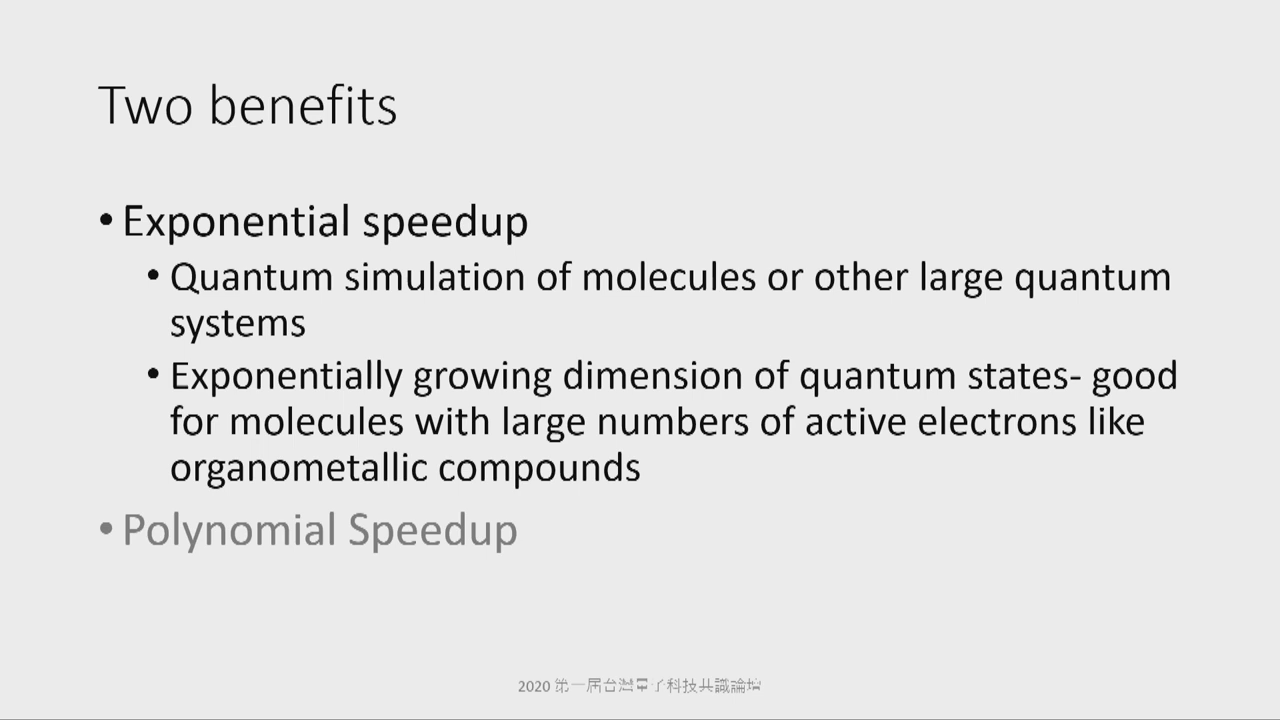 Two benefits
• Exponential speedup
• Quantum simulation of molecules or other large quantum
systems
• Exponentially growing dimension of quantum states- good
for molecules with large numbers of active electrons like
organometallic compounds
• Polynomial Speedup
2020 第一屆台灣量子科技共識論壇